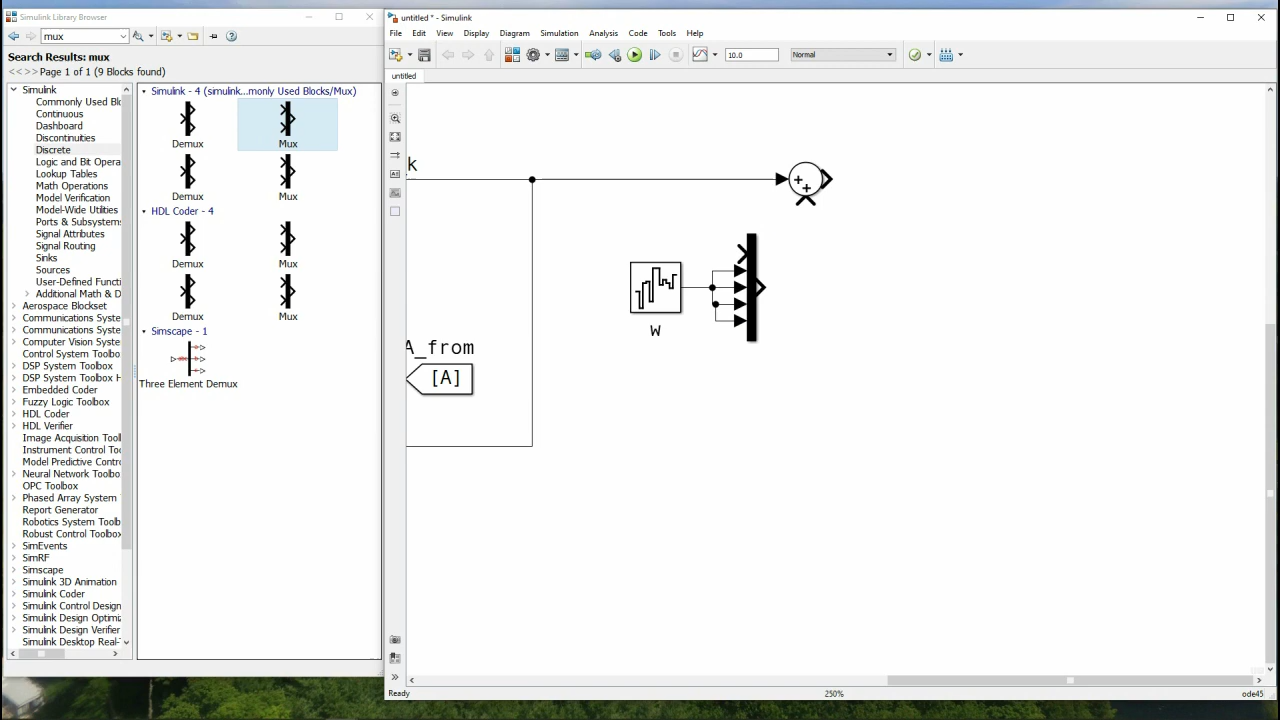 Simulink Library Browser
mux
Search Results: mux
<< >> Page 1 of 1 (9 Blocks found)
Simulink
Commonly Used Blo
Continuous
Dashboard
Discontinuities
Discrete
Logic and Bit Opera
Lookup Tables
Math Operations
Model Verification
Model-Wide Utilities
Ports & Subsystems
Signal Attributes
Signal Routing
Sinks
Sources
User-Defined Functi
Additional Math & D
Aerospace Blockset
Communications Syste
Communications Syste
Computer Vision Syste
Control System Toolbo
DSP System Toolbox
DSP System Toolbox H
Embedded Coder
Fuzzy Logic Toolbox
HDL Coder
HDL Verifier
Image Acquisition Tool
Instrument Control Too
Model Predictive Contr
Neural Network Toolbo
OPC Toolbox
Phased Array System
Report Generator
Robotics System Toolb
Robust Control Toolbo
SimEvents
SimRF
Simscape
Simulink 3D Animation
Simulink Coder
Simulink Control Design
Simulink Design Optimiz
Simulink Design Verifier
Simulink Desktop Real-T
Simulink - 4 (simulink...monly Used Blocks/Mux)
Demux
Mux
Demux
Mux
HDL Coder - 4
Demux
Mux
Demux
Mux
Simscape - 1
Three Element Demux
untitled * - Simulink
File Edit View Display Diagram Simulation Analysis Code Tools Help
10.0
Normal
untitled
k
W
A_from
[A]
Ready
250%
ode45